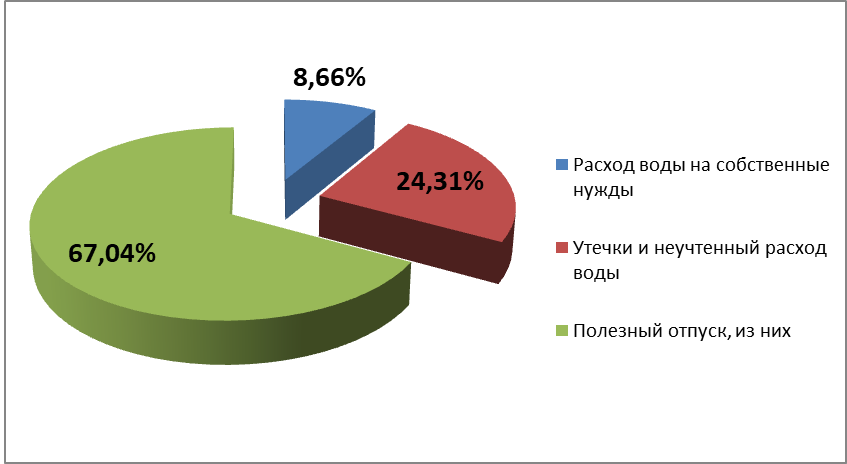 8,66%
24,31%
67,04%
Расход воды на собственные
нужды
Утечки и неучтенный расход
воды
Полезный отпуск, из них